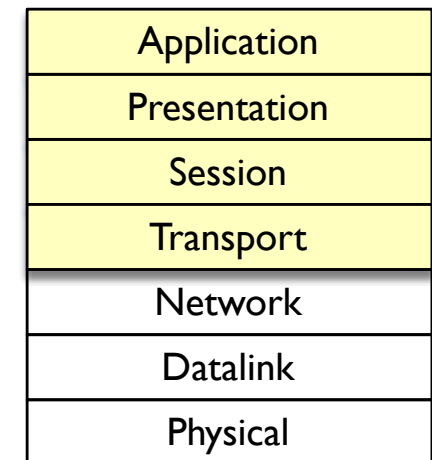 Application
Presentation
Session
Transport
Network
Datalink
Physical